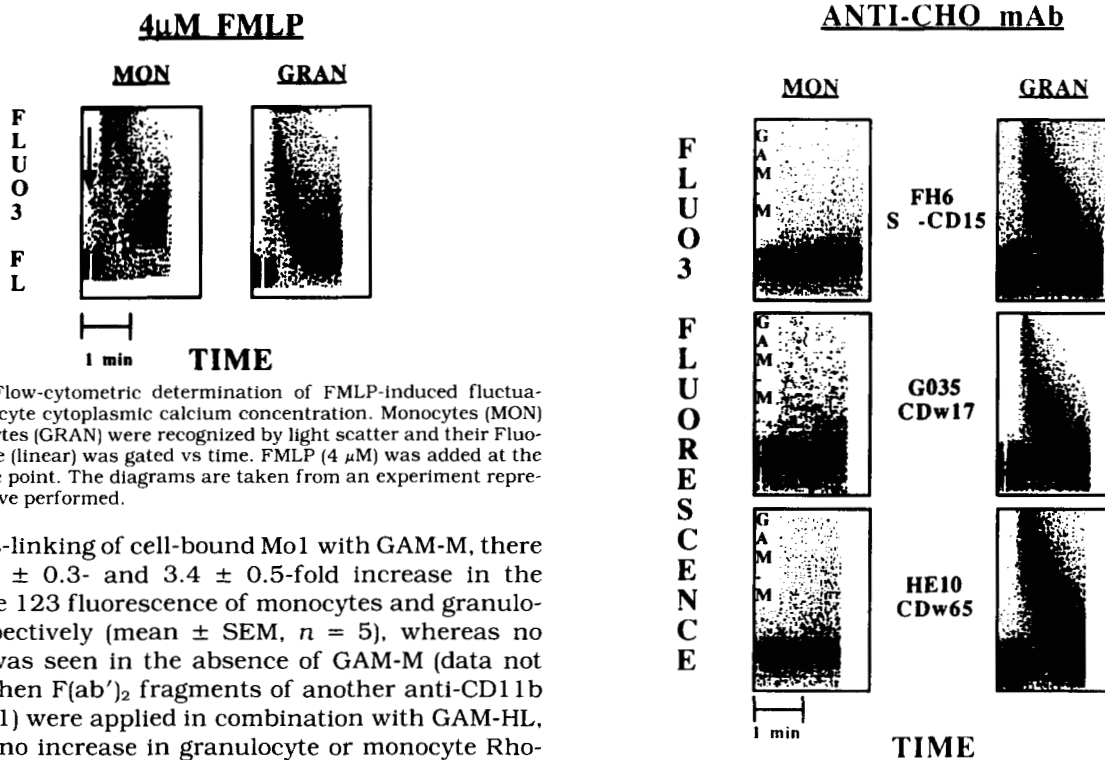 4µM FMLP
MON GRAN
FLUO3 FL
1 min TIME
Flow-cytometric determination of FMLP-induced fluctua-
cyte cytoplasmic calcium concentration. Monocytes (MON)
tes (GRAN) were recognized by light scatter and their Fluo-
e (linear) was gated vs time. FMLP (4 µM) was added at the
e point. The diagrams are taken from an experiment repre-
ve performed.
-linking of cell-bound Mo1 with GAM-M, there
± 0.3- and 3.4 ± 0.5-fold increase in the
e 123 fluorescence of monocytes and granulo-
pectively (mean ± SEM, n = 5), whereas no
was seen in the absence of GAM-M (data not
hen F(ab′)₂ fragments of another anti-CD11b
1) were applied in combination with GAM-HL,
no increase in granulocyte or monocyte Rho-
ANTI-CHO mAb
MON GRAN
FLUO3 FLUORESCENCE
GAM-M
FH6
S -CD15
GAM-M
G035
CDw17
GAM-M
HE10
CDw65
1 min
TIME